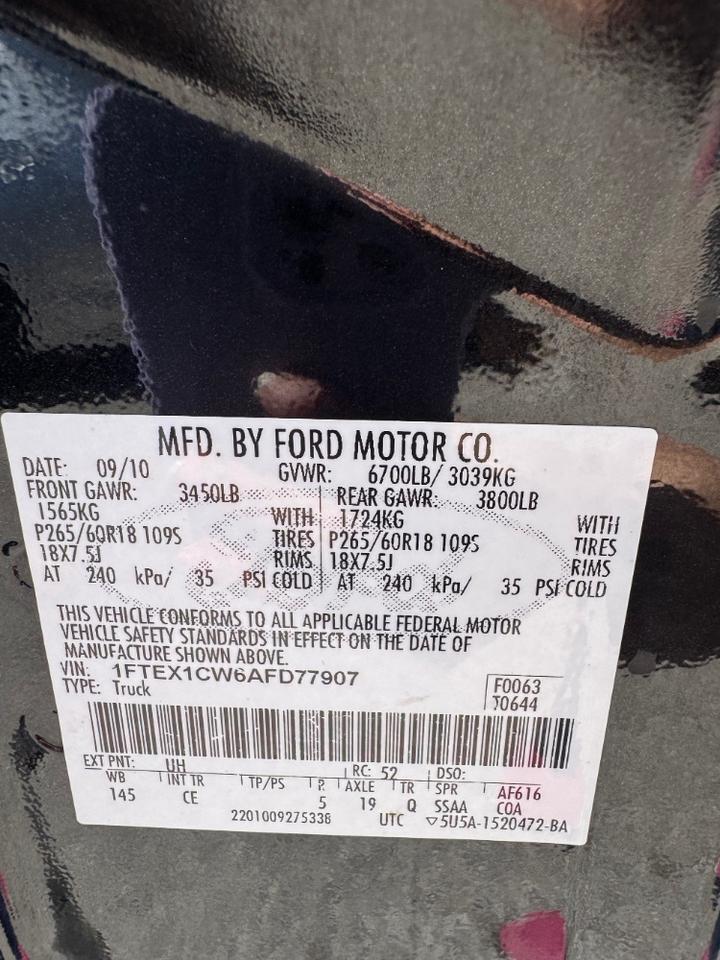 MFD. BY FORD MOTOR CO.
DATE: 09/10 GVWR: 6700LB/ 3039KG
FRONT GAWR: 3450LB REAR GAWR: 3800LB
1565KG WITH 1724KG WITH
P265/60R18 109S TIRES P265/60R18 109S TIRES
18X7.5J RIMS 18X7.5J RIMS
AT 240 kPa/ 35 PSI COLD AT 240 kPa/ 35 PSI COLD
THIS VEHICLE CONFORMS TO ALL APPLICABLE FEDERAL MOTOR
VEHICLE SAFETY STANDARDS IN EFFECT ON THE DATE OF
MANUFACTURE SHOWN ABOVE.
VIN: 1FTEX1CW6AFD77907
TYPE: Truck F0063
T0644
EXT PNT: UH RC: 52 DSO:
WB INT TR TP/PS R AXLE TR SPR AF616
145 CE 5 19 Q SSAA COA
2201009275338 UTC ▽5U5A-1520472-BA